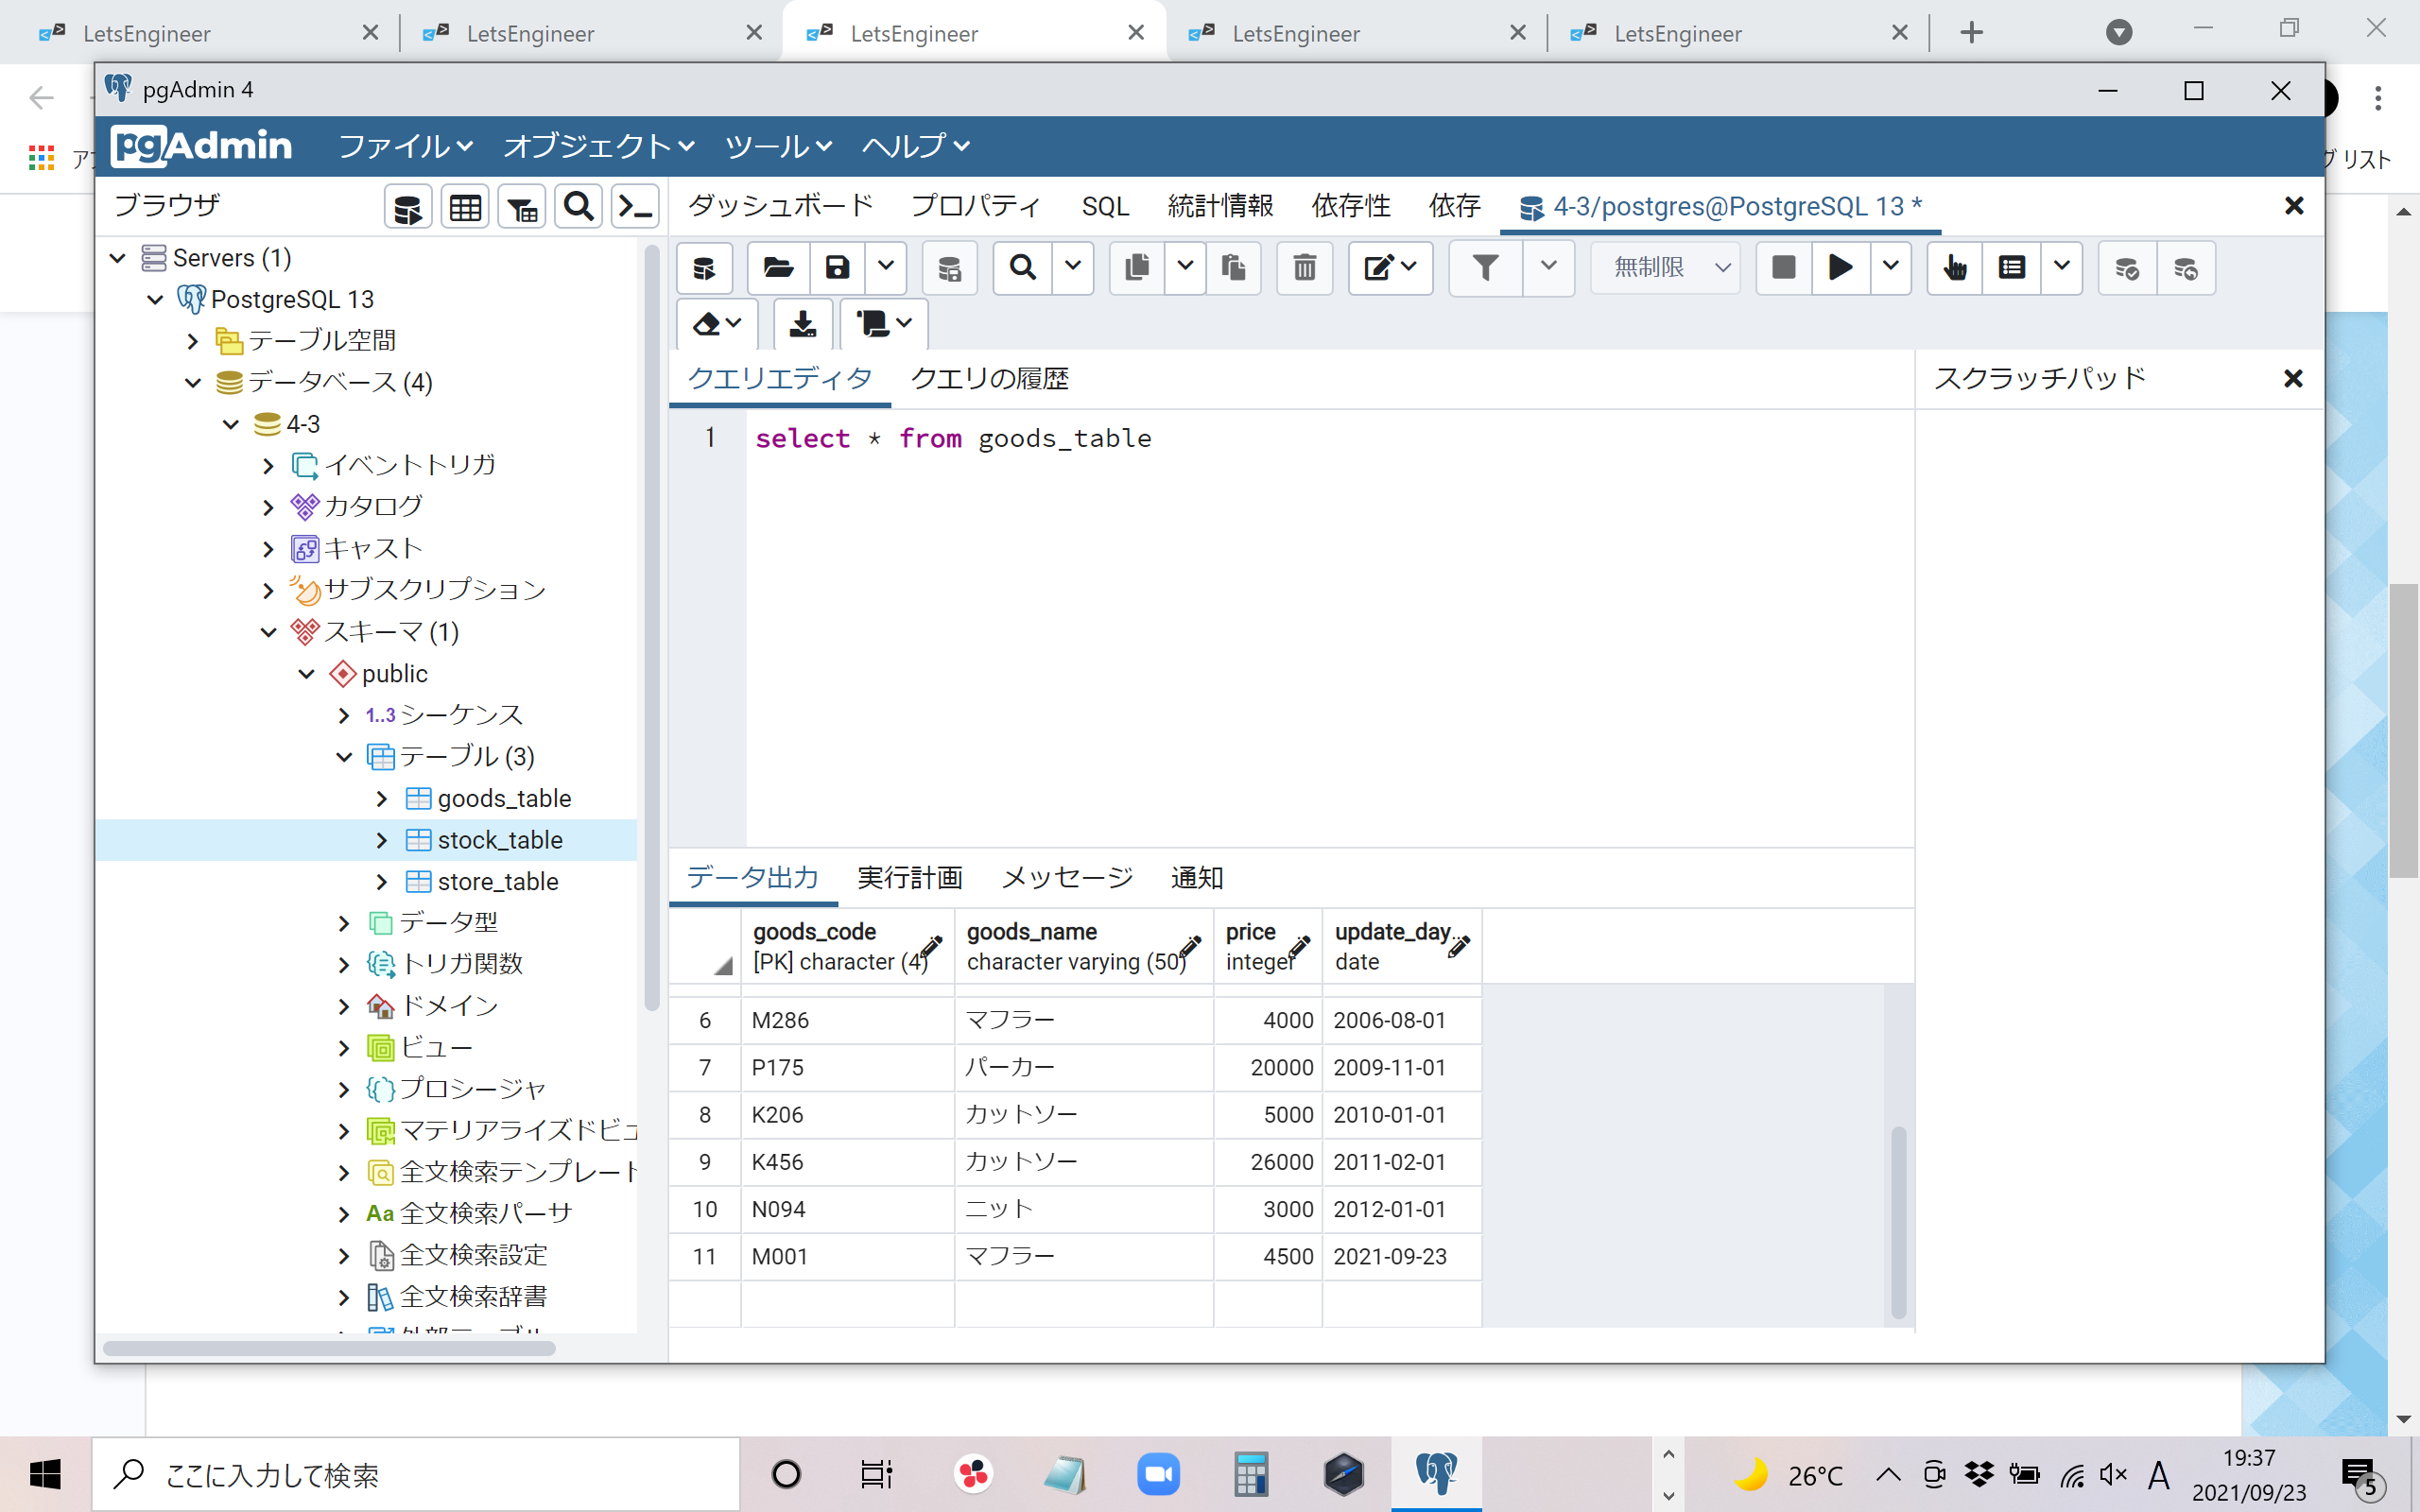 LetsEngineer
LetsEngineer
LetsEngineer
LetsEngineer
LetsEngineer
pgAdmin 4
リスト
pgAdmin
ファイル
オブジェクト
ツール
ヘルプ
ブラウザ
ダッシュボード
プロパティ
SQL
統計情報
依存性
依存
4-3/postgres@PostgreSQL 13 *
Servers (1)
PostgreSQL 13
テーブル空間
データベース (4)
4-3
イベントトリガ
カタログ
キャスト
サブスクリプション
スキーマ (1)
public
1..3 シーケンス
テーブル (3)
goods_table
stock_table
store_table
データ型
トリガ関数
ドメイン
ビュー
プロシージャ
マテリアライズドビュ
全文検索テンプレート
Aa 全文検索パーサ
全文検索設定
全文検索辞書
無制限
クエリエディタ
クエリの履歴
スクラッチパッド
1 select * from goods_table
データ出力
実行計画
メッセージ
通知
goods_code
[PK] character (4)
goods_name
character varying (50)
price
integer
update_day
date
6 M286 マフラー 4000 2006-08-01
7 P175 パーカー 20000 2009-11-01
8 K206 カットソー 5000 2010-01-01
9 K456 カットソー 26000 2011-02-01
10 N094 ニット 3000 2012-01-01
11 M001 マフラー 4500 2021-09-23
ここに入力して検索
26°C
A
19:37
2021/09/23
5